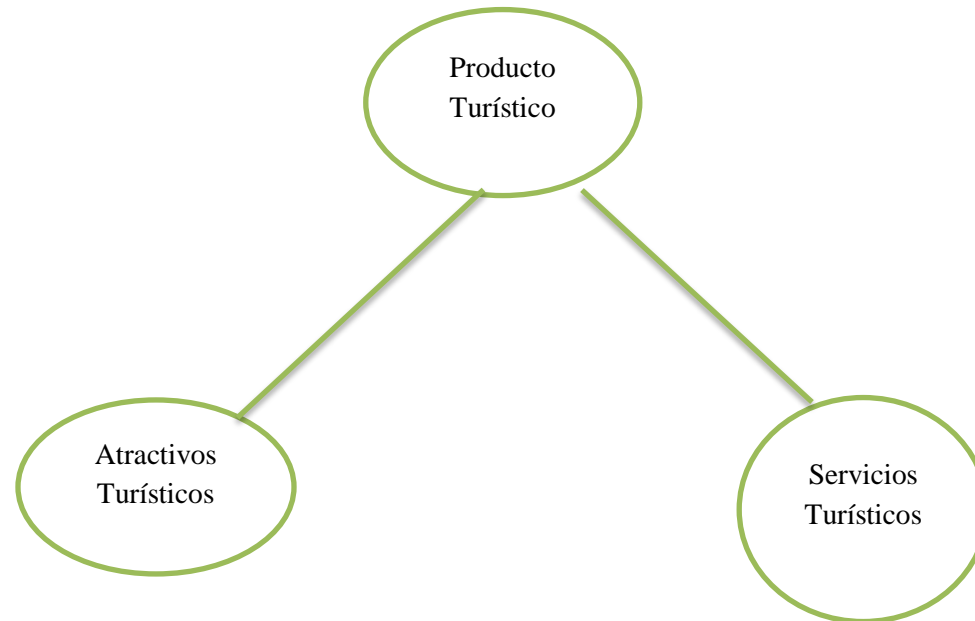 Producto
Turístico
Atractivos
Turísticos
Servicios
Turísticos